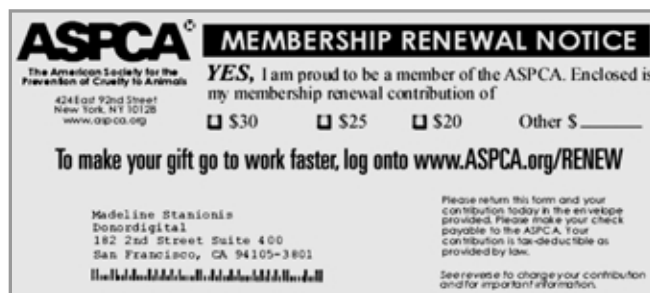 ASPCA®
MEMBERSHIP RENEWAL NOTICE
The American Society for the
Prevention of Cruelty to Animals
424 East 92nd Street
New York, NY 10128
www.aspca.org
YES, I am proud to be a member of the ASPCA. Enclosed is
my membership renewal contribution of
$30 $25 $20 Other $
To make your gift go to work faster, log onto www.ASPCA.org/RENEW
Madeline Stanionis
Donordigital
182 2nd Street Suite 400
San Francisco, CA 94105-3801
Please return this form and your
contribution today in the envelope
provided. Please make your check
payable to the ASPCA. Your
contribution is tax-deductible as
provided by law.
See reverse to charge your contribution
and for important information.